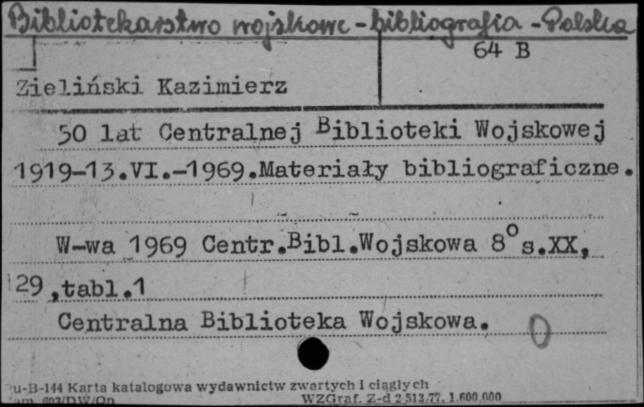 Bibliotekarstwo wojskowe - bibliografia - Polska
64 B
Zieliński Kazimierz
50 lat Centralnej Biblioteki Wojskowej
1919-13.VI.-1969.Materiały bibliograficzne.
W-wa 1969 Centr.Bibl.Wojskowa 8° s.XX,
29,tabl.1
Centralna Biblioteka Wojskowa.
0
u-B-144 Karta katalogowa wydawnictw zwartych i ciągłych
WZGraf. Z-d 2 513.77. 1.600.000